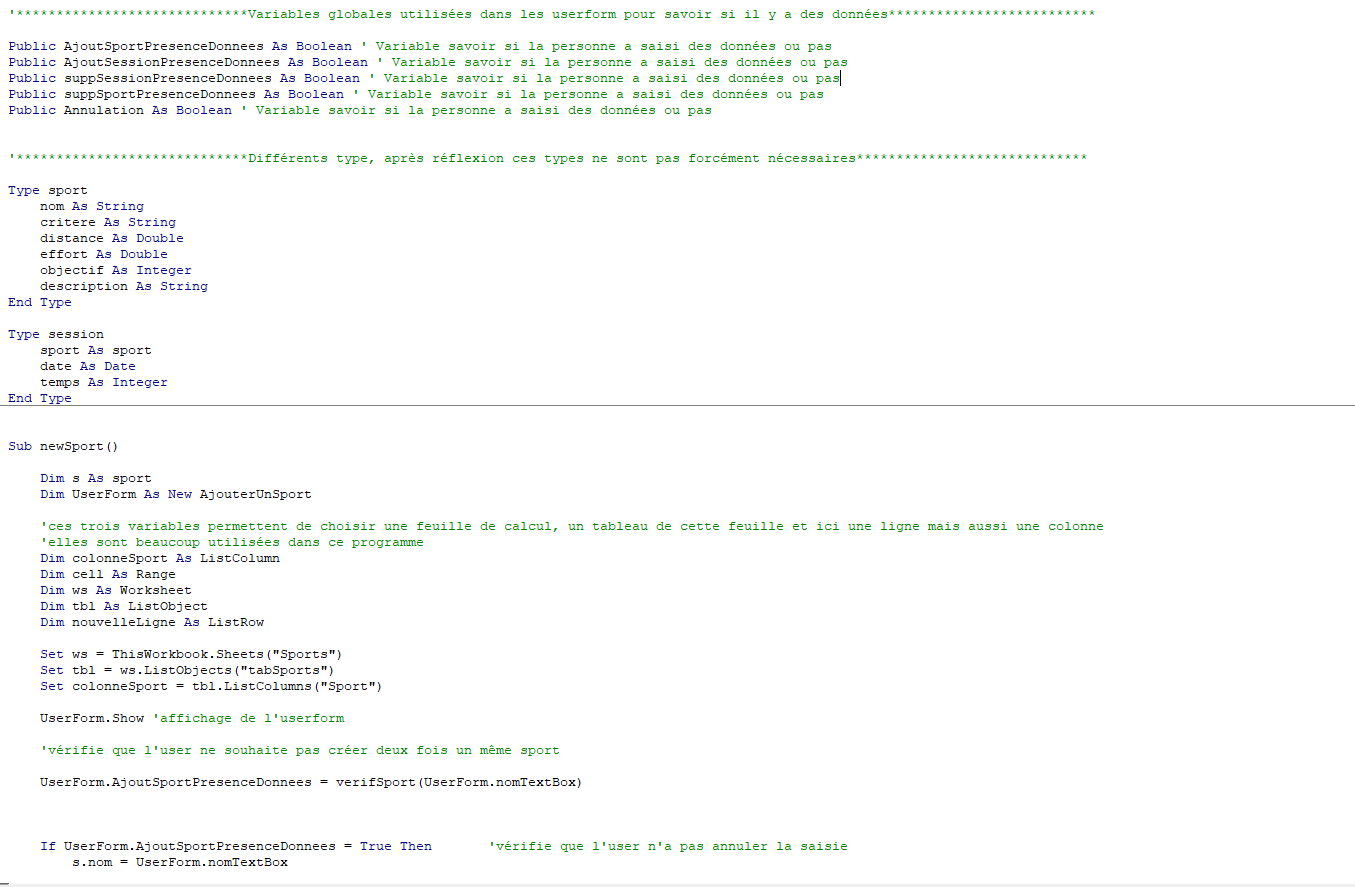 '*****************************Variables globales utilisées dans les userform pour savoir si il y a des données**************************
Public AjoutSportPresenceDonnees As Boolean ' Variable savoir si la personne a saisi des données ou pas
Public AjoutSessionPresenceDonnees As Boolean ' Variable savoir si la personne a saisi des données ou pas
Public suppSessionPresenceDonnees As Boolean ' Variable savoir si la personne a saisi des données ou pas
Public suppSportPresenceDonnees As Boolean ' Variable savoir si la personne a saisi des données ou pas
Public Annulation As Boolean ' Variable savoir si la personne a saisi des données ou pas
'*****************************Différents type, après réflexion ces types ne sont pas forcément nécessaires*****************************
Type sport
    nom As String
    critere As String
    distance As Double
    effort As Double
    objectif As Integer
    description As String
End Type
Type session
    sport As sport
    date As Date
    temps As Integer
End Type
Sub newSport()
    Dim s As sport
    Dim UserForm As New AjouterUnSport
    'ces trois variables permettent de choisir une feuille de calcul, un tableau de cette feuille et ici une ligne mais aussi une colonne
    'elles sont beaucoup utilisées dans ce programme
    Dim colonneSport As ListColumn
    Dim cell As Range
    Dim ws As Worksheet
    Dim tbl As ListObject
    Dim nouvelleLigne As ListRow
    Set ws = ThisWorkbook.Sheets("Sports")
    Set tbl = ws.ListObjects("tabSports")
    Set colonneSport = tbl.ListColumns("Sport")
    UserForm.Show 'affichage de l'userform
    'vérifie que l'user ne souhaite pas créer deux fois un même sport
    UserForm.AjoutSportPresenceDonnees = verifSport(UserForm.nomTextBox)
    If UserForm.AjoutSportPresenceDonnees = True Then       'vérifie que l'user n'a pas annuler la saisie
        s.nom = UserForm.nomTextBox